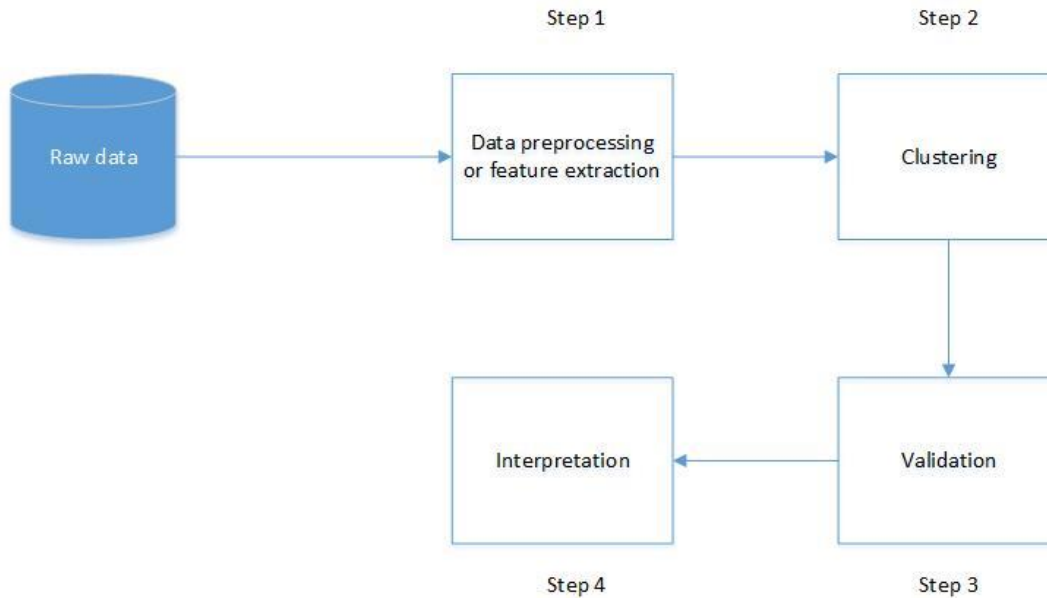 Step 1
Step 2
Raw data
Data preprocessing
or feature extraction
Clustering
Interpretation
Validation
Step 4
Step 3